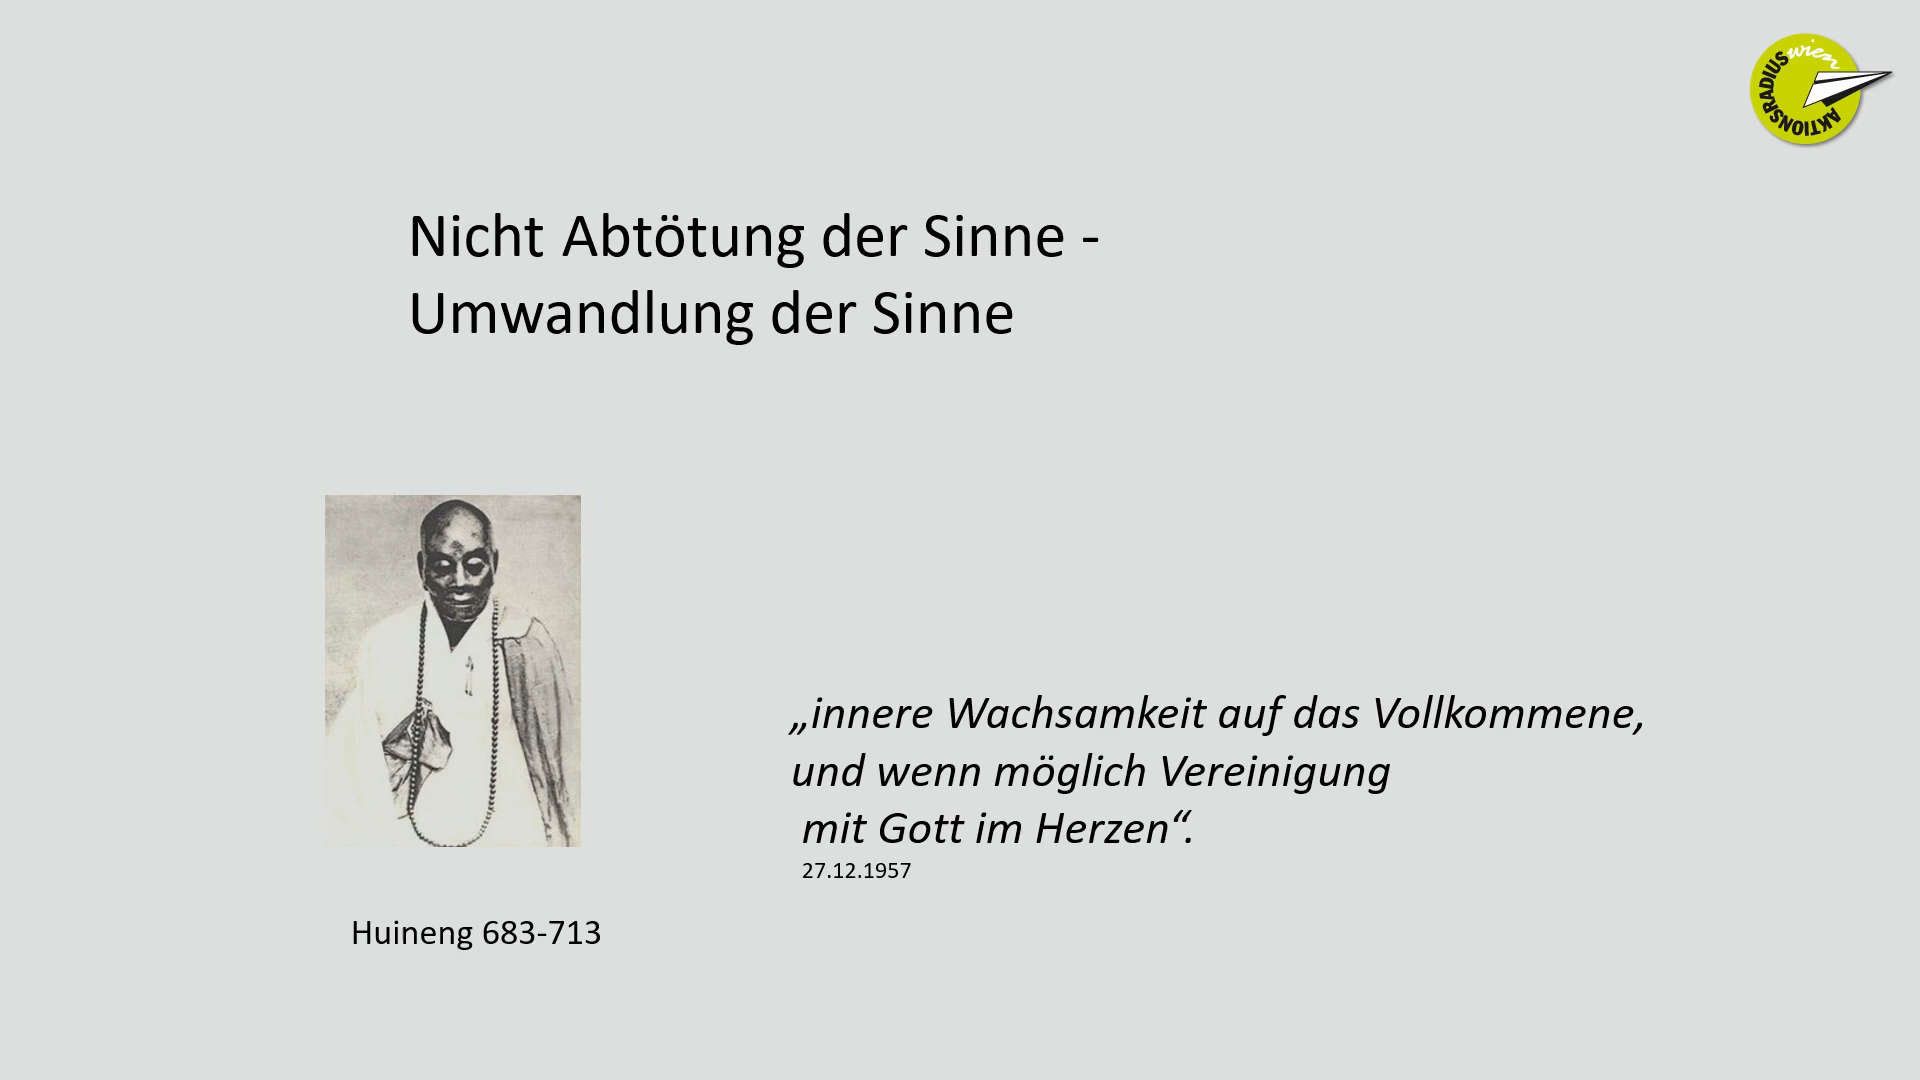 AKTIONSRADIUS wien
Nicht Abtötung der Sinne -
Umwandlung der Sinne
„innere Wachsamkeit auf das Vollkommene,
und wenn möglich Vereinigung
mit Gott im Herzen“.
27.12.1957
Huineng 683-713